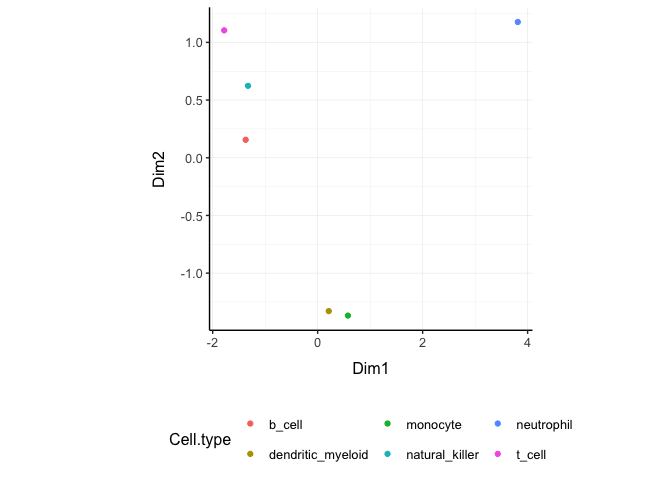 1.0
0.5
0.0
-0.5
-1.0
Dim2
-2 0 2 4
Dim1
Cell.type
b_cell monocyte neutrophil
dendritic_myeloid natural_killer t_cell